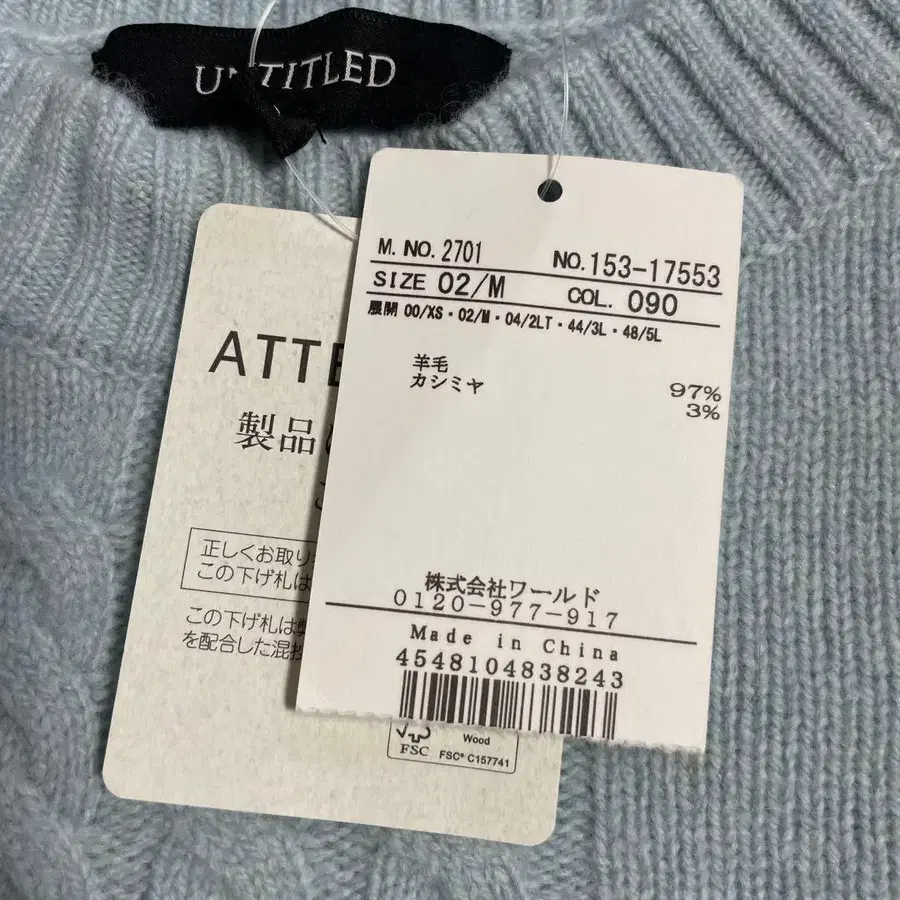 UNTITLED
M. NO. 2701 NO. 153-17553
SIZE 02/M COL. 090
展開 00/XS・02/M・04/2LT・44/3L・48/5L
羊毛 97%
カシミヤ 3%
株式会社ワールド
0120-977-917
Made in China
4548104838243
ATTE
製品
正しくお取り
この下げ札は
この下げ札は
を配合した混
FSC
Wood
FSC® C157741